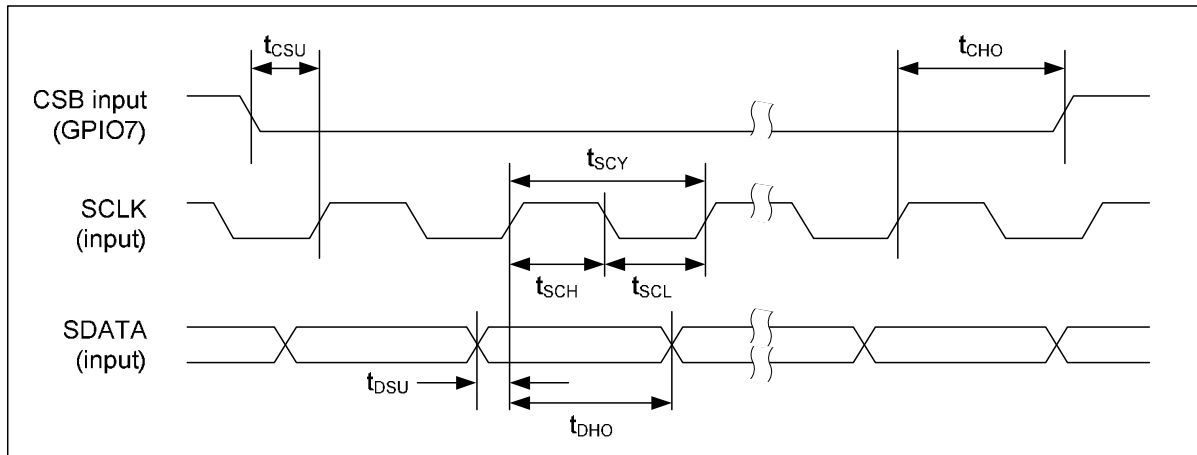 tCSU
tCHO
CSB input
(GPIO7)
tSCY
SCLK
(input)
tSCH
tSCL
SDATA
(input)
tDSU
tDHO